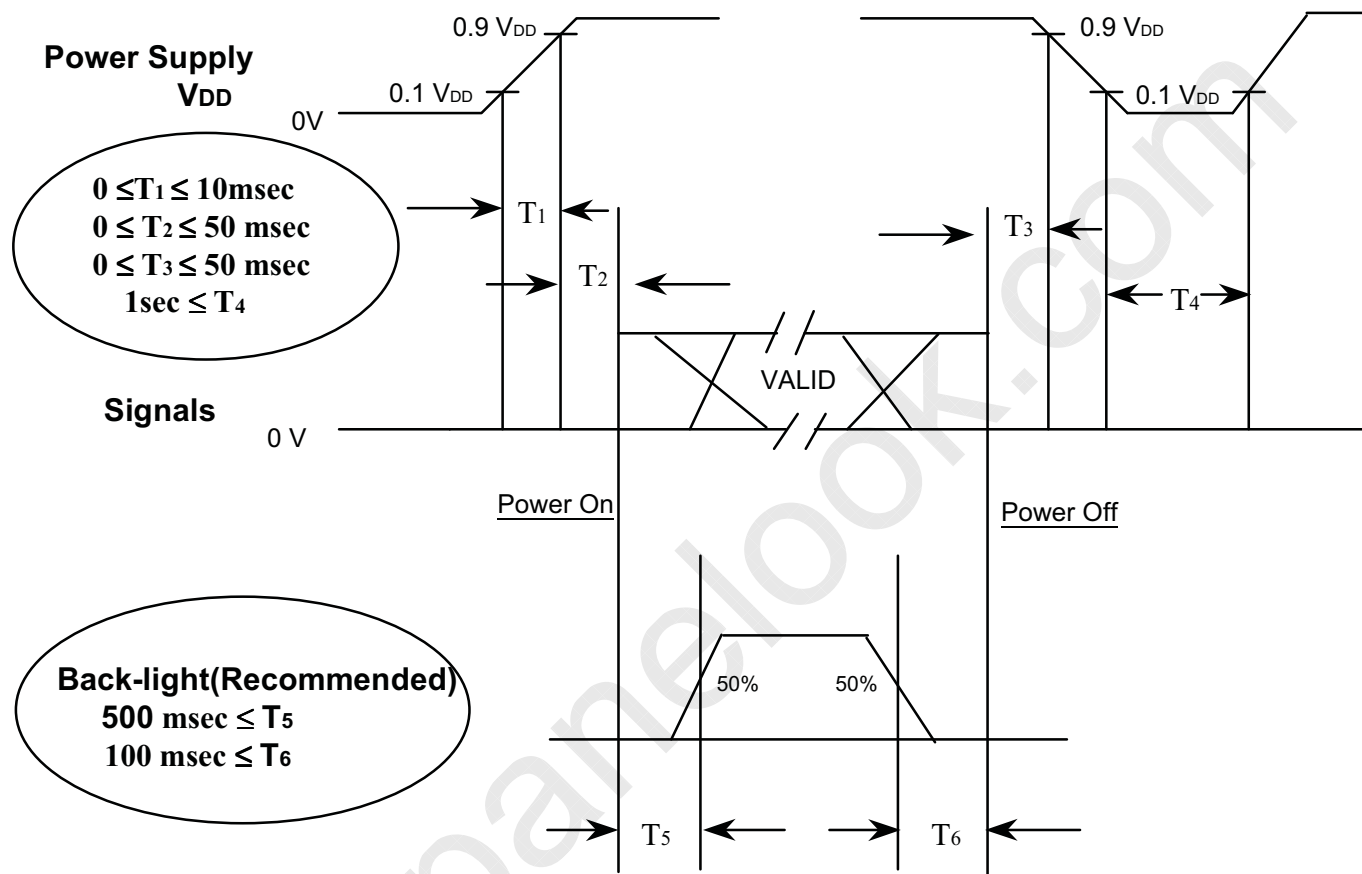 0.9 VDD
0.9 VDD
Power Supply
VDD
0.1 VDD
0.1 VDD
0V
0 ≤T1 ≤ 10msec
0 ≤ T2 ≤ 50 msec
0 ≤ T3 ≤ 50 msec
1sec ≤ T4
T1
T3
T2
T4
VALID
Signals
0 V
Power On
Power Off
Back-light(Recommended)
500 msec ≤ T5
100 msec ≤ T6
50%
50%
T5
T6
panelook.com